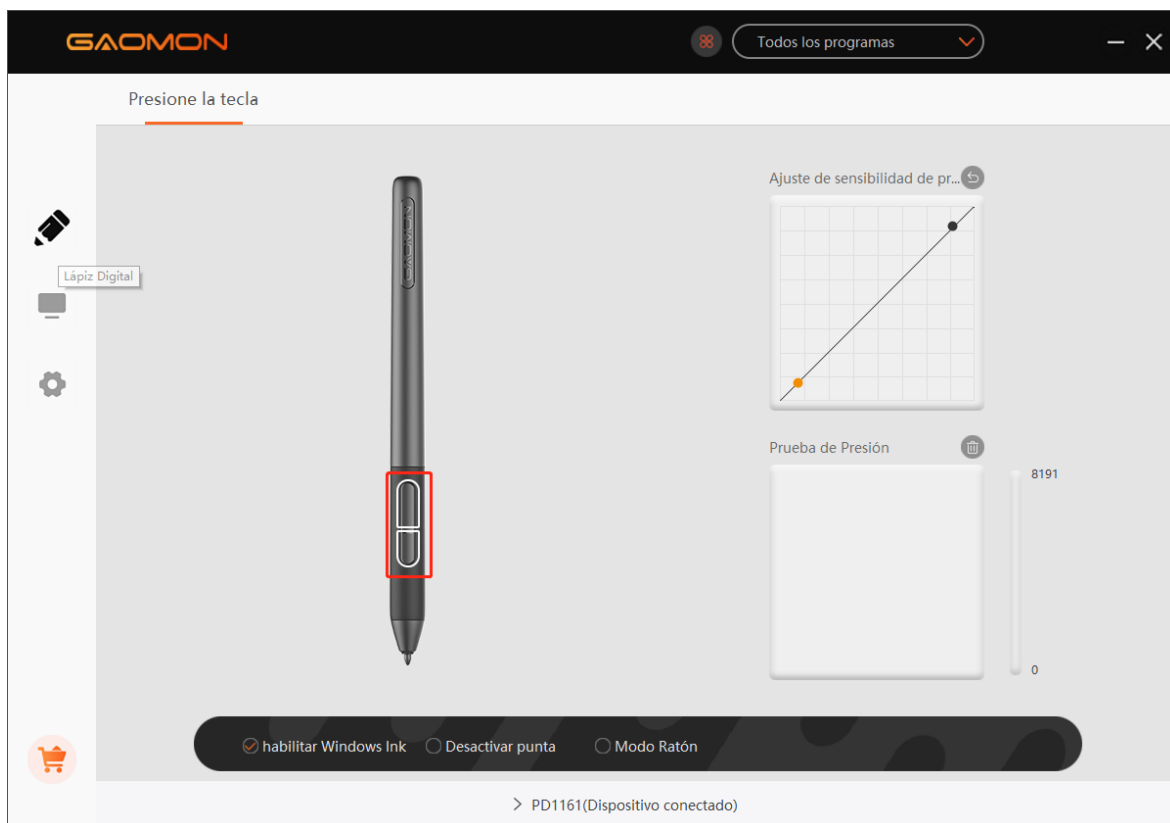 GAOMON
Todos los programas
Presione la tecla
Ajuste de sensibilidad de pr...
GAOMON
Lápiz Digital
Prueba de Presión
8191
0
habilitar Windows Ink
Desactivar punta
Modo Ratón
PD1161(Dispositivo conectado)